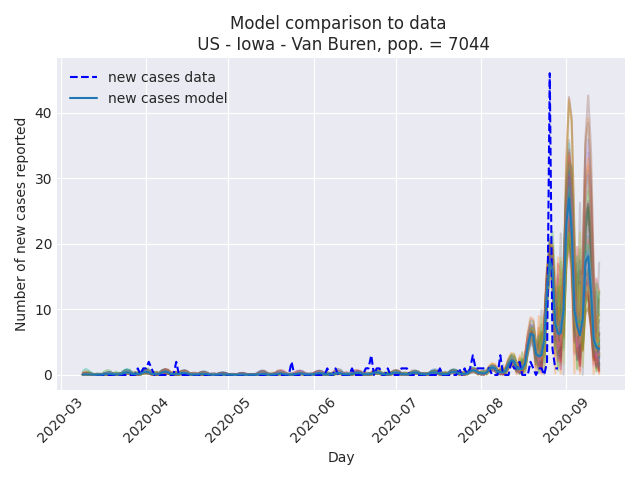 Model comparison to data
US - Iowa - Van Buren, pop. = 7044
new cases data
new cases model
Number of new cases reported
40
30
20
10
0
2020-03
2020-04
2020-05
2020-06
2020-07
2020-08
2020-09
Day